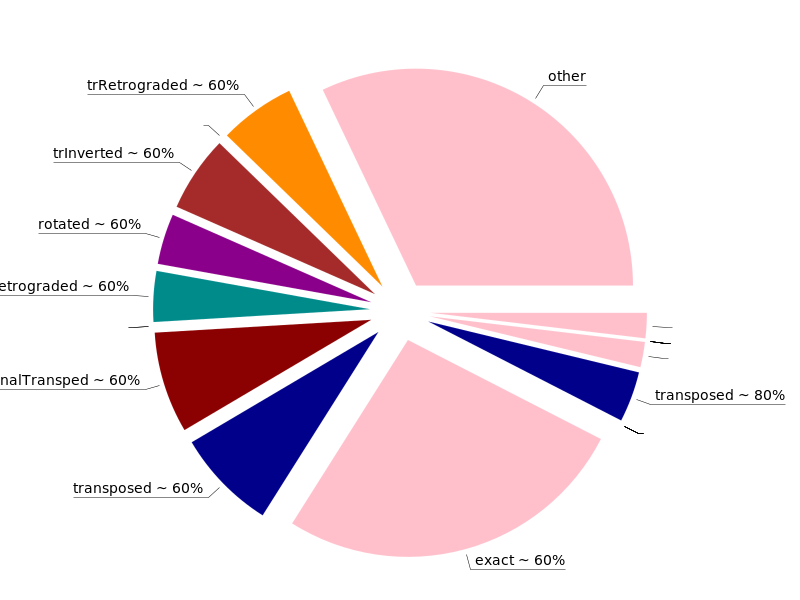 other
trRetrograded ~ 60%
trInverted ~ 60%
rotated ~ 60%
etrograded ~ 60%
nalTransped ~ 60%
transposed ~ 80%
transposed ~ 60%
exact ~ 60%